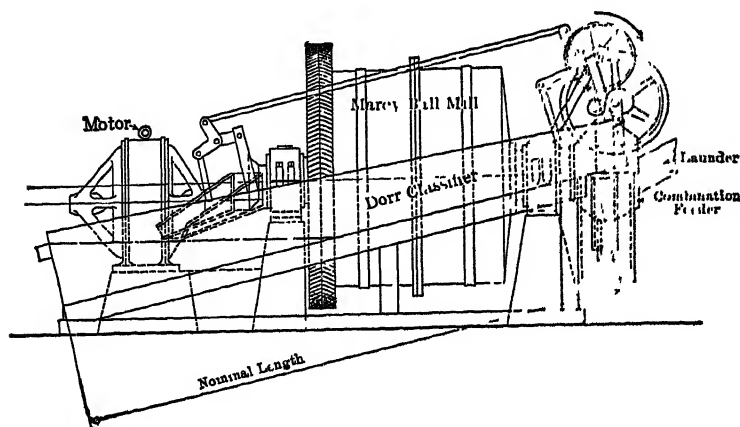 Marcy Ball Mill
Motor
Launder
Dorr Classifier
Combination
Feeder
Nominal Length